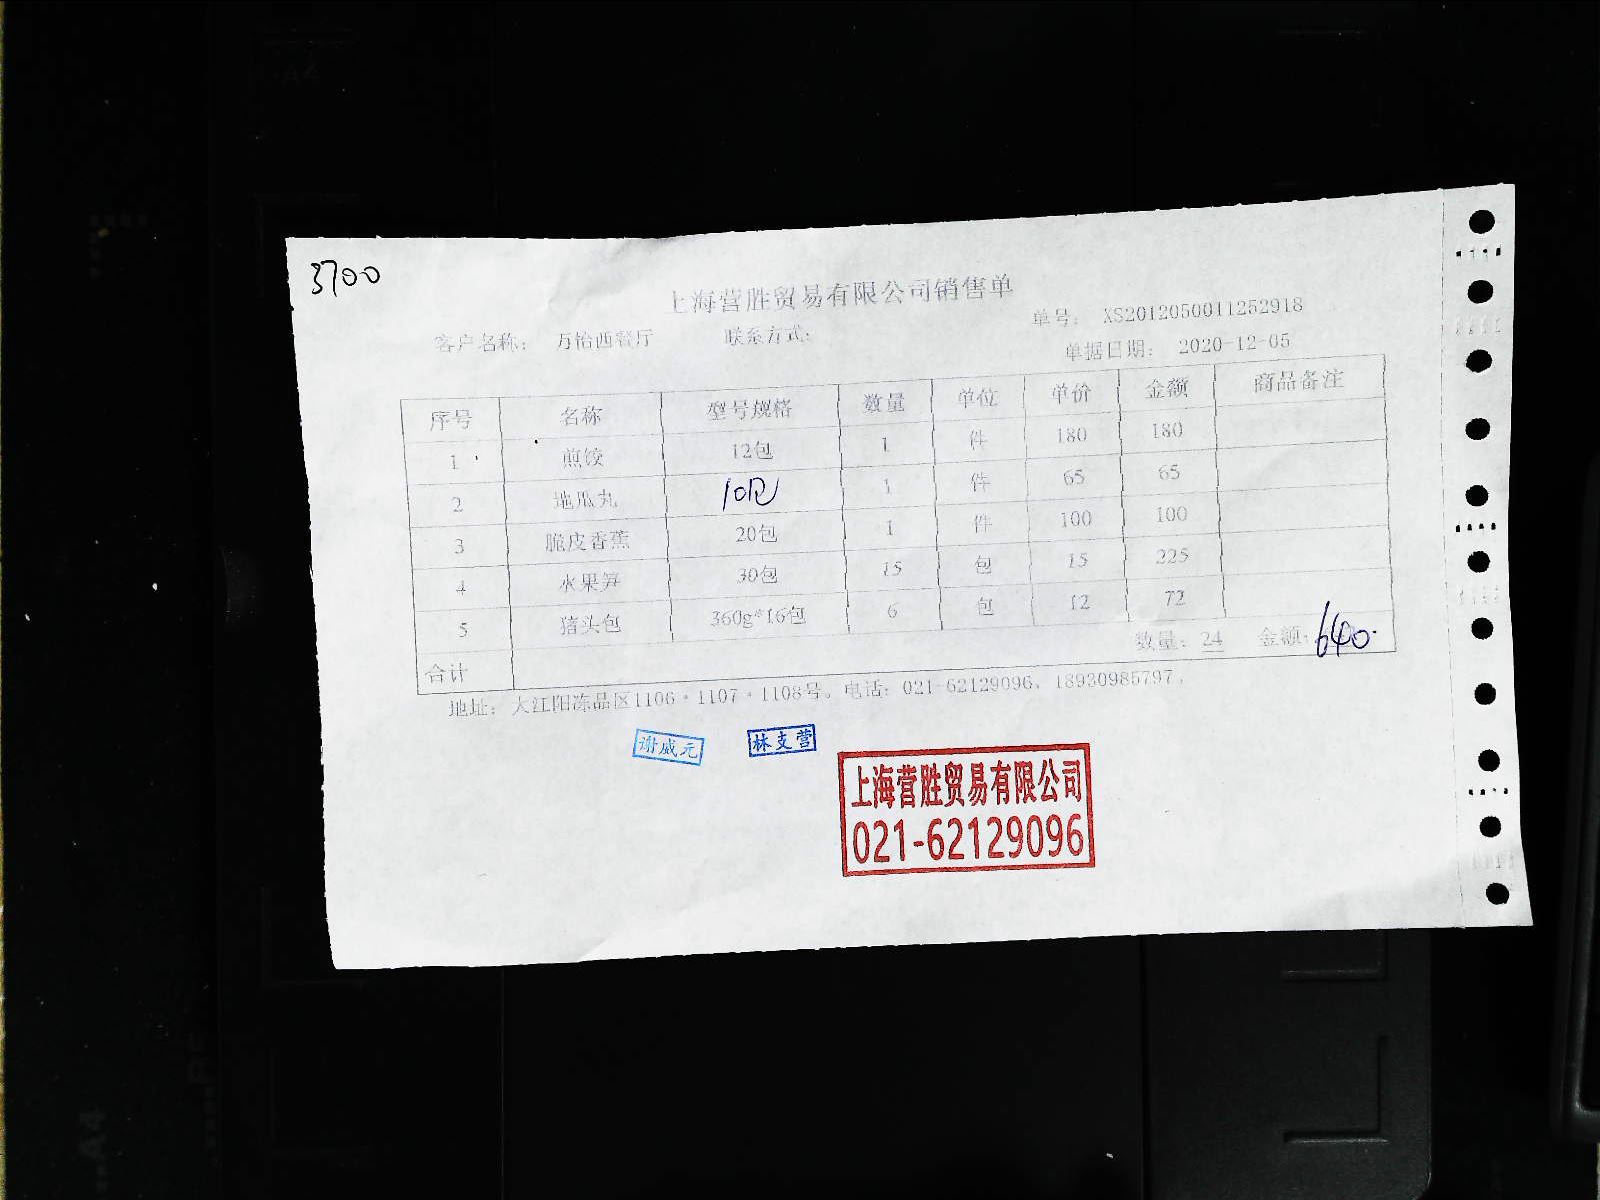 3700
上海营胜贸易有限公司销售单
单号： XS2012050011252918
客户名称： 万怡西餐厅 联系方式：
单据日期： 2020-12-05
序号 名称 型号规格 数量 单位 单价 金额 商品备注
1 煎饺 12包 1 件 180 180
2 地瓜丸 10包 1 件 65 65
3 脆皮香蕉 20包 1 件 100 100
4 水果笋 30包 15 包 15 225
5 猪头包 360g*16包 6 包 12 72
合计 数量：24 金额： 640.
地址：大江阳冻品区1106·1107·1108号。电话：021-62129096，18930985797。
谢威元 林支营
上海营胜贸易有限公司
021-62129096